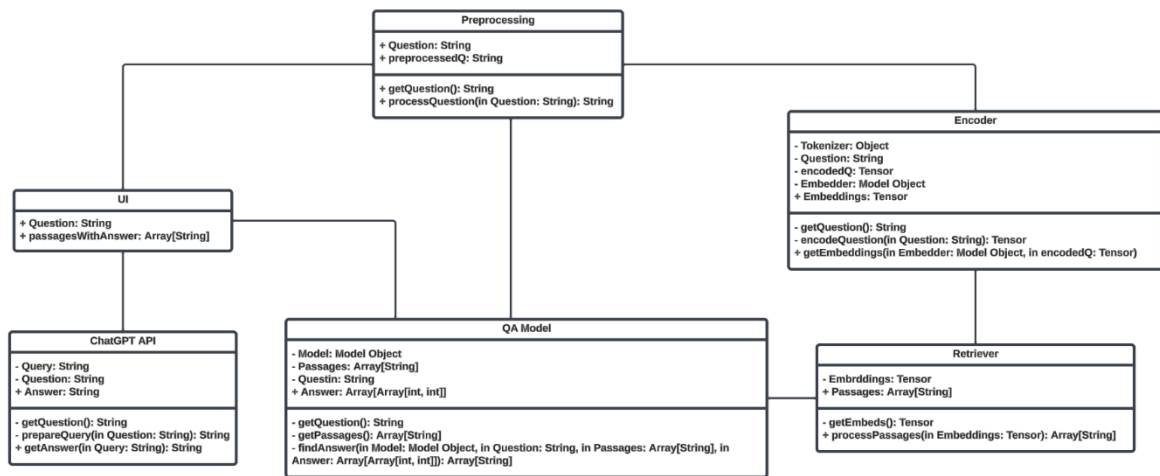 Preprocessing
+ Question: String
+ preprocessedQ: String
+ getQuestion(): String
+ processQuestion(in Question: String): String
Encoder
- Tokenizer: Object
- Question: String
- encodedQ: Tensor
- Embedder: Model Object
+ Embeddings: Tensor
- getQuestion(): String
- encodeQuestion(in Question: String): Tensor
+ getEmbeddings(in Embedder: Model Object, in encodedQ: Tensor)
UI
+ Question: String
+ passagesWithAnswer: Array[String]
ChatGPT API
- Query: String
- Question: String
+ Answer: String
- getQuestion(): String
- prepareQuery(in Question: String): String
+ getAnswer(in Query: String): String
QA Model
- Model: Model Object
- Passages: Array[String]
- Questin: String
+ Answer: Array[Array[int, int]]
- getQuestion(): String
- getPassages(): Array[String]
- findAnswer(in Model: Model Object, in Question: String, in Passages: Array[String], in
Answer: Array[Array[int, int]]): Array[String]
Retriever
- Embrddings: Tensor
+ Passages: Array[String]
- getEmbeds(): Tensor
+ processPassages(in Embeddings: Tensor): Array[String]